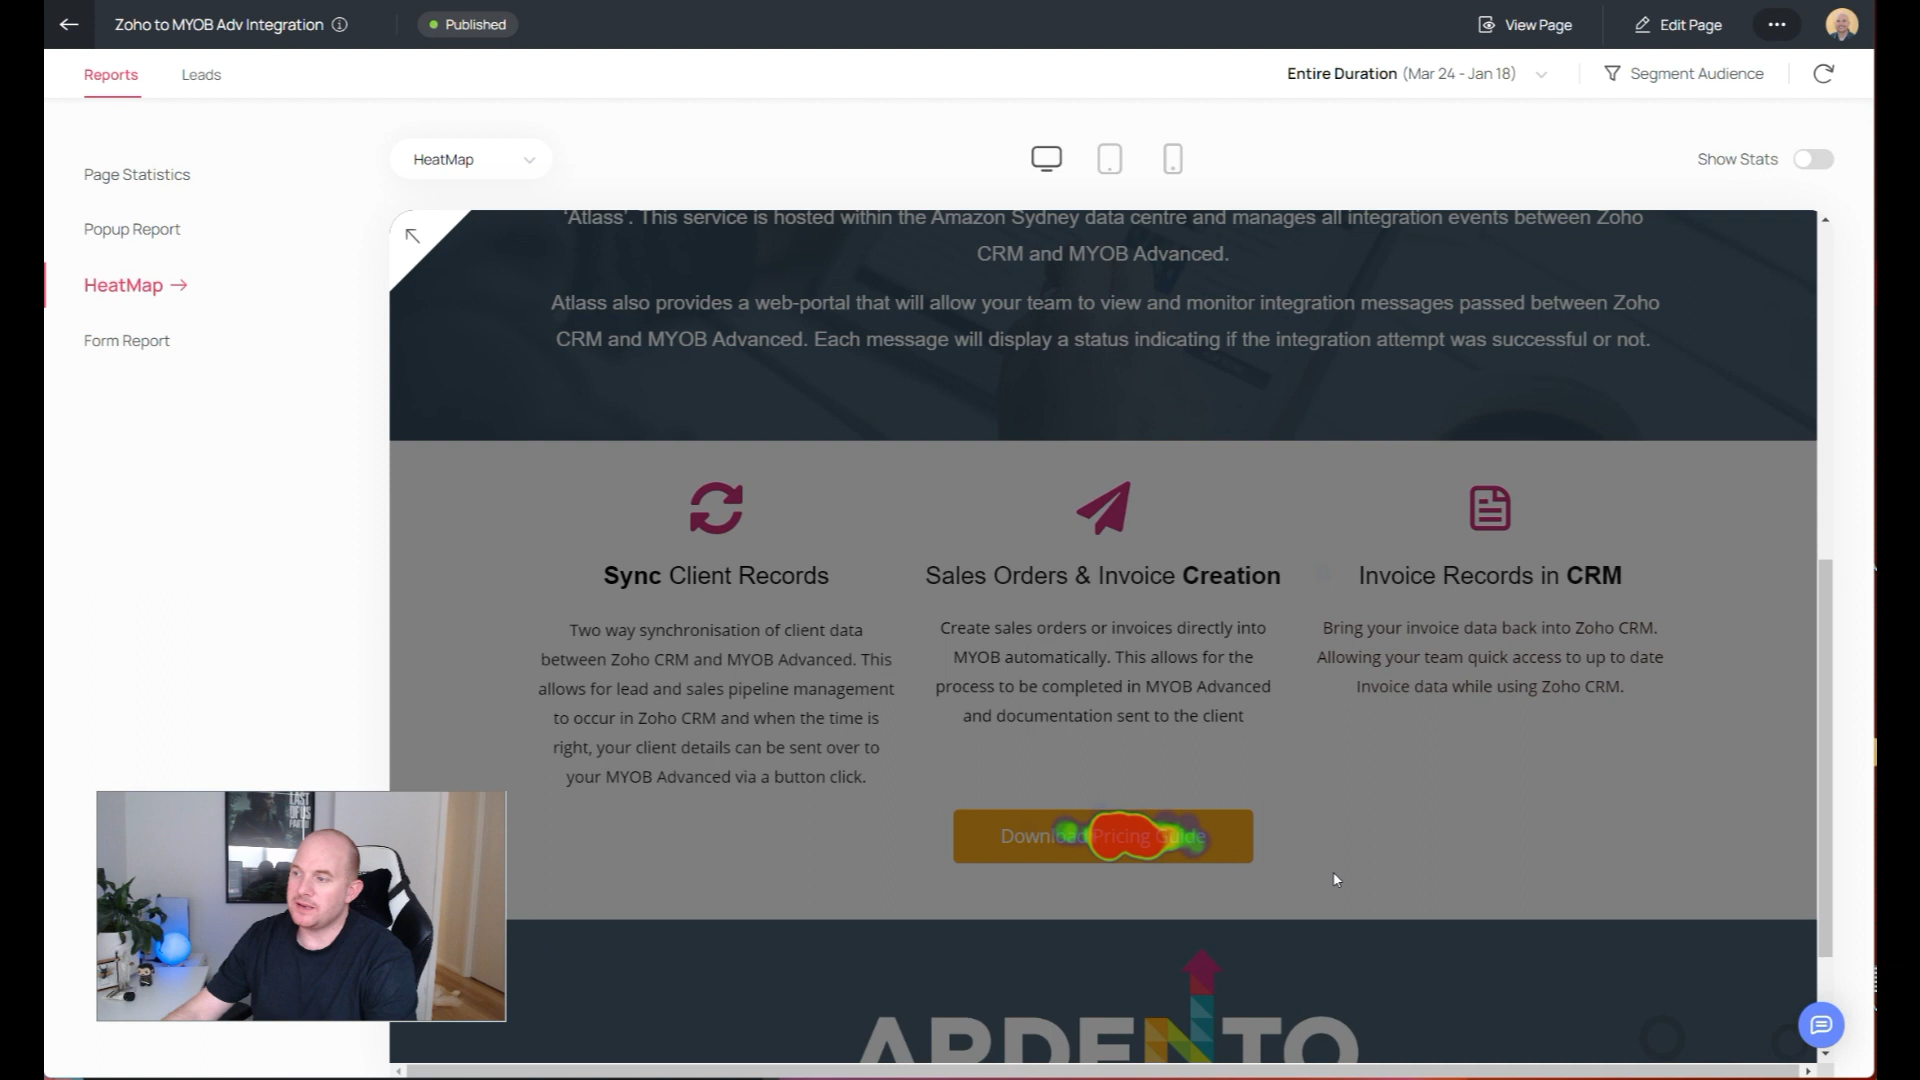 Zoho to MYOB Adv Integration
Published
View Page
Edit Page
Reports
Leads
Entire Duration (Mar 24 - Jan 18)
Segment Audience
HeatMap
Show Stats
Page Statistics
Popup Report
HeatMap
Form Report
'Atlass'. This service is hosted within the Amazon Sydney data centre and manages all integration events between Zoho
CRM and MYOB Advanced.
Atlass also provides a web-portal that will allow your team to view and monitor integration messages passed between Zoho
CRM and MYOB Advanced. Each message will display a status indicating if the integration attempt was successful or not.
Sync Client Records
Two way synchronisation of client data
between Zoho CRM and MYOB Advanced. This
allows for lead and sales pipeline management
to occur in Zoho CRM and when the time is
right, your client details can be sent over to
your MYOB Advanced via a button click.
Sales Orders & Invoice Creation
Create sales orders or invoices directly into
MYOB automatically. This allows for the
process to be completed in MYOB Advanced
and documentation sent to the client
Invoice Records in CRM
Bring your invoice data back into Zoho CRM.
Allowing your team quick access to up to date
Invoice data while using Zoho CRM.
Download Pricing Guide
LAST
OF US
PART II
ARDENTO